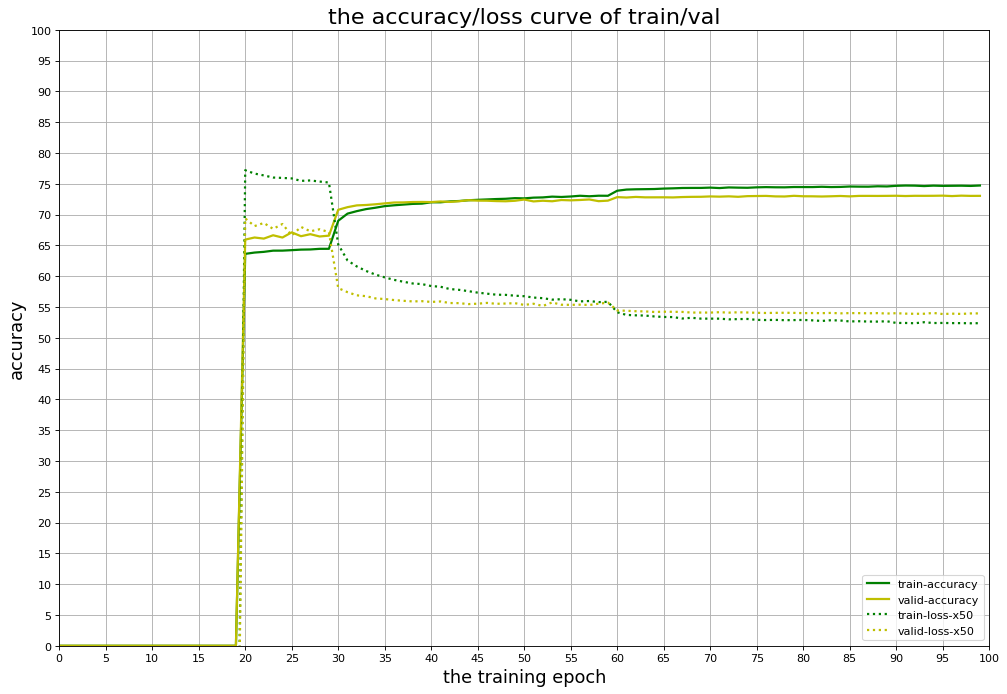 the accuracy/loss curve of train/val
100
95
90
85
80
75
70
65
60
55
50
45
40
35
30
25
20
15
10
5
0
accuracy
train-accuracy
valid-accuracy
train-loss-x50
valid-loss-x50
0 5 10 15 20 25 30 35 40 45 50 55 60 65 70 75 80 85 90 95 100
the training epoch